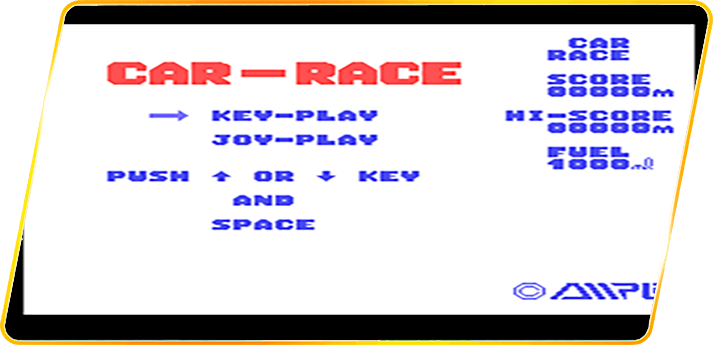 CAR-RACE
→ KEY-PLAY
JOY-PLAY
PUSH ↑ OR ↓ KEY
AND
SPACE
CAR
RACE
SCORE
00000m
HI-SCORE
00000m
FUEL
1000mℓ
©